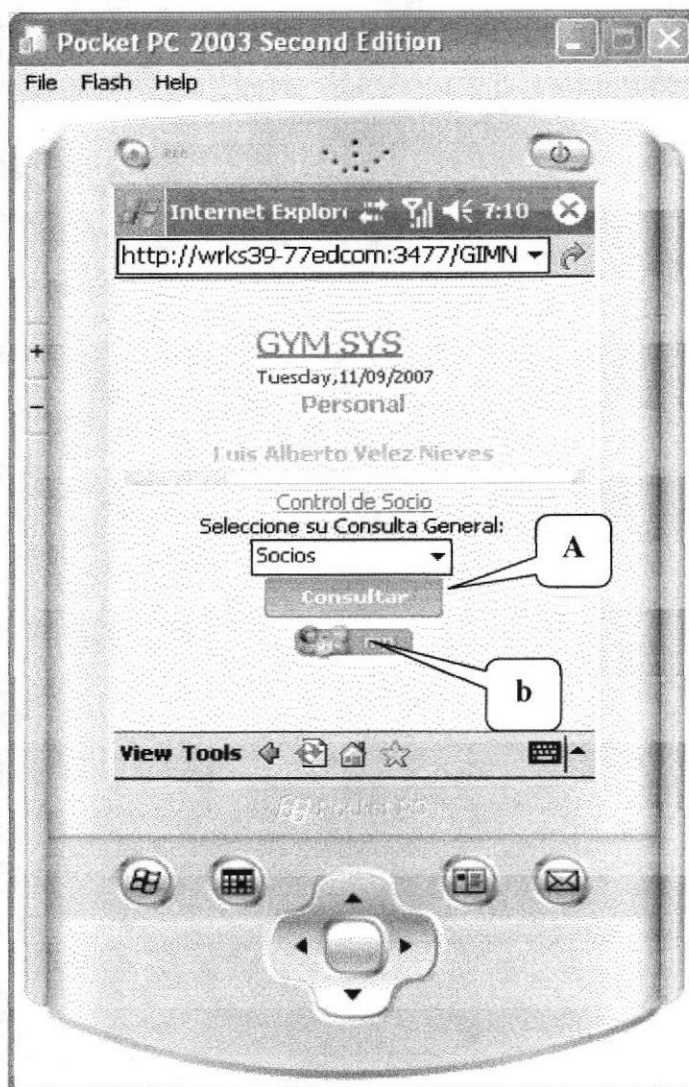 Pocket PC 2003 Second Edition
File Flash Help
Internet Explor
7:10
http://wrks39-77edcom:3477/GIMN
GYM SYS
Tuesday,11/09/2007
Personal
Luis Alberto Velez Nieves
Control de Socio
Seleccione su Consulta General:
Socios
A
Consultar
b
View Tools